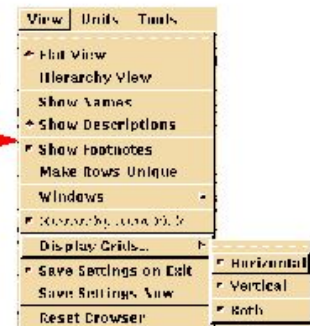 View Units Tools
Flat View
Hierarchy View
Show Names
Show Descriptions
Show Footnotes
Make Rows Unique
Windows
Display Grids...
Horizontal
Save Settings on Exit
Vertical
Save Settings Now
Both
Reset Browser